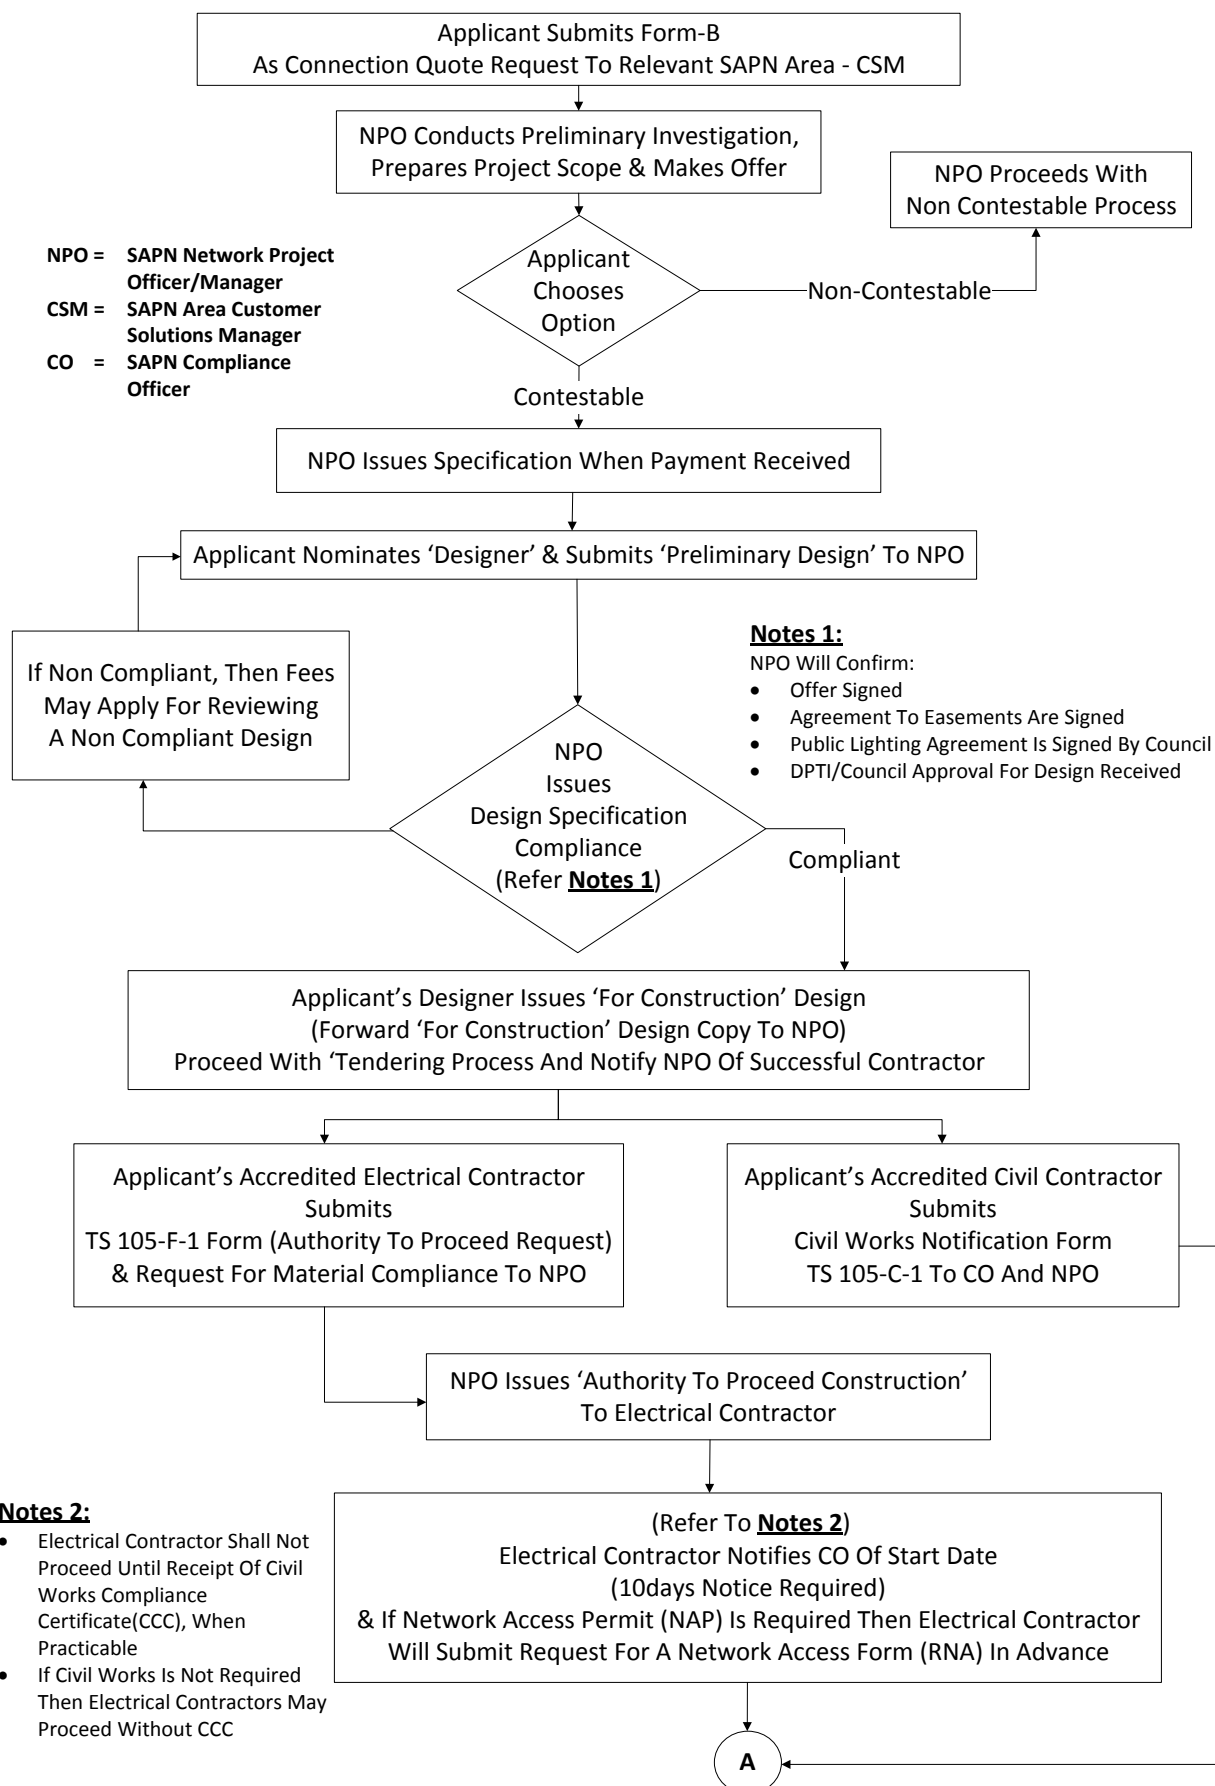 Applicant Submits Form-B
As Connection Quote Request To Relevant SAPN Area - CSM
NPO Conducts Preliminary Investigation,
Prepares Project Scope & Makes Offer
NPO Proceeds With
Non Contestable Process
NPO = SAPN Network Project
Officer/Manager
CSM = SAPN Area Customer
Solutions Manager
CO = SAPN Compliance
Officer
Applicant
Chooses
Option
Non-Contestable
Contestable
NPO Issues Specification When Payment Received
Applicant Nominates ‘Designer’ & Submits ‘Preliminary Design’ To NPO
If Non Compliant, Then Fees
May Apply For Reviewing
A Non Compliant Design
Notes 1:
NPO Will Confirm:
• Offer Signed
• Agreement To Easements Are Signed
• Public Lighting Agreement Is Signed By Council
• DPTI/Council Approval For Design Received
NPO
Issues
Design Specification
Compliance
(Refer Notes 1)
Compliant
Applicant’s Designer Issues ‘For Construction’ Design
(Forward ‘For Construction’ Design Copy To NPO)
Proceed With ‘Tendering Process And Notify NPO Of Successful Contractor
Applicant’s Accredited Electrical Contractor
Submits
TS 105-F-1 Form (Authority To Proceed Request)
& Request For Material Compliance To NPO
Applicant’s Accredited Civil Contractor
Submits
Civil Works Notification Form
TS 105-C-1 To CO And NPO
NPO Issues ‘Authority To Proceed Construction’
To Electrical Contractor
Notes 2:
• Electrical Contractor Shall Not
Proceed Until Receipt Of Civil
Works Compliance
Certificate(CCC), When
Practicable
• If Civil Works Is Not Required
Then Electrical Contractors May
Proceed Without CCC
(Refer To Notes 2)
Electrical Contractor Notifies CO Of Start Date
(10days Notice Required)
& If Network Access Permit (NAP) Is Required Then Electrical Contractor
Will Submit Request For A Network Access Form (RNA) In Advance
A